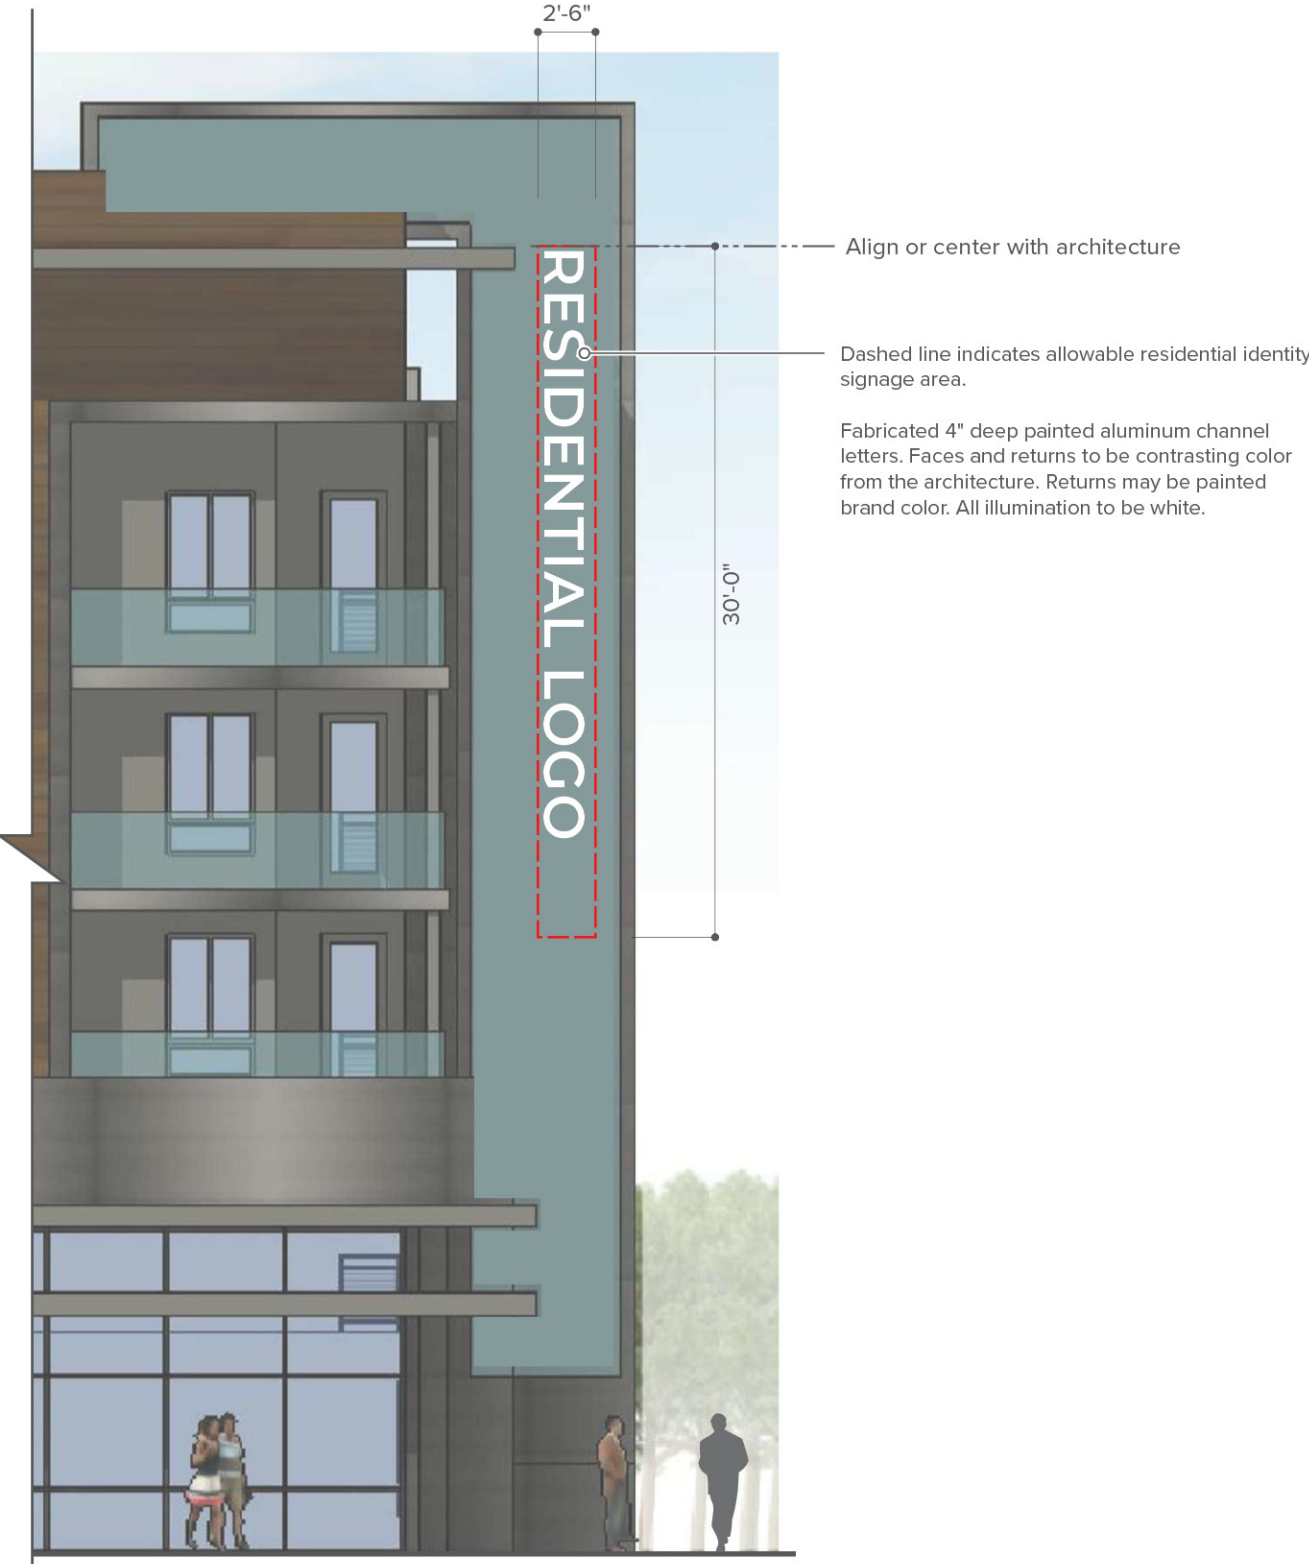 2'-6"
Align or center with architecture
Dashed line indicates allowable residential identity
signage area.
Fabricated 4" deep painted aluminum channel
letters. Faces and returns to be contrasting color
from the architecture. Returns may be painted
brand color. All illumination to be white.
RESIDENTIAL LOGO
30'-0"